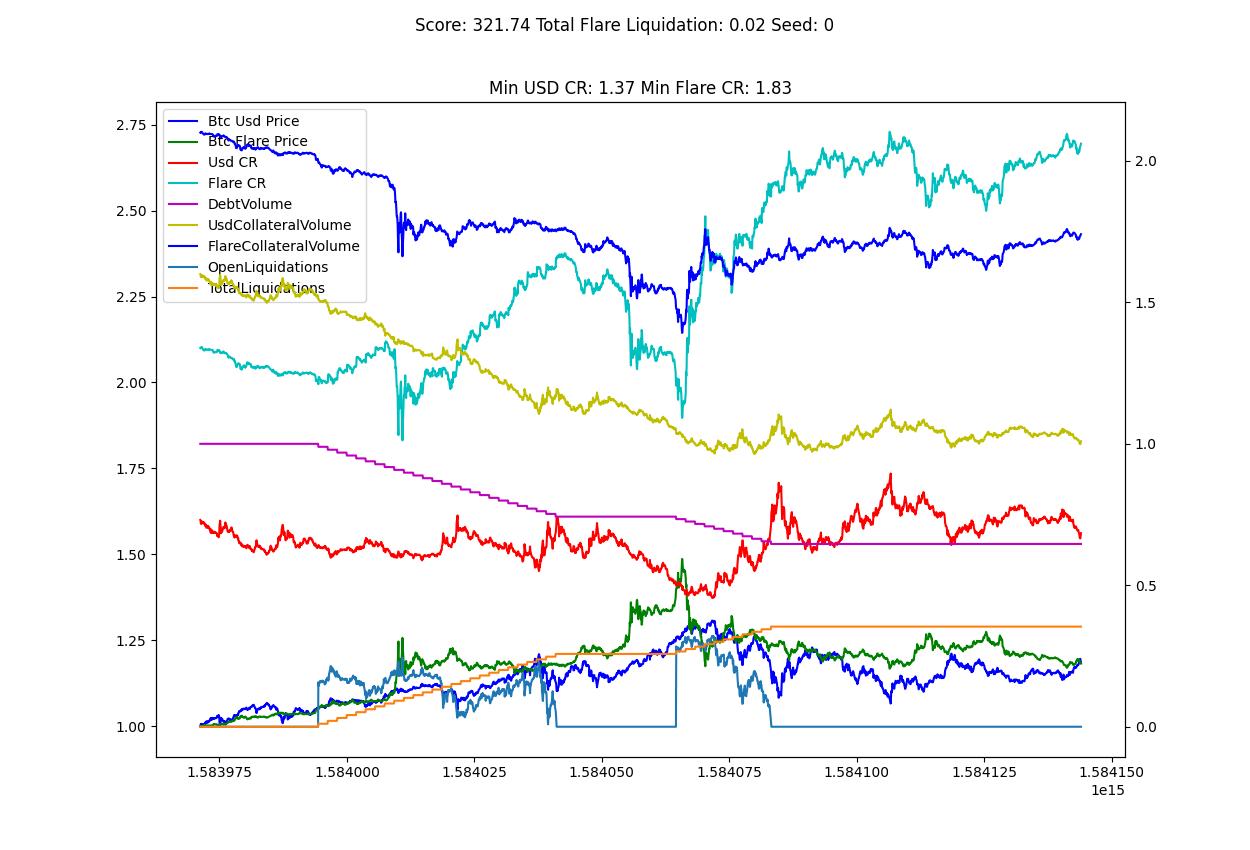 Score: 321.74 Total Flare Liquidation: 0.02 Seed: 0
Min USD CR: 1.37 Min Flare CR: 1.83
Btc Usd Price
Btc Flare Price
Usd CR
Flare CR
DebtVolume
UsdCollateralVolume
FlareCollateralVolume
OpenLiquidations
TotalLiquidations
2.75
2.50
2.25
2.00
1.75
1.50
1.25
1.00
2.0
1.5
1.0
0.5
0.0
1.583975
1.584000
1.584025
1.584050
1.584075
1.584100
1.584125
1.584150
1e15